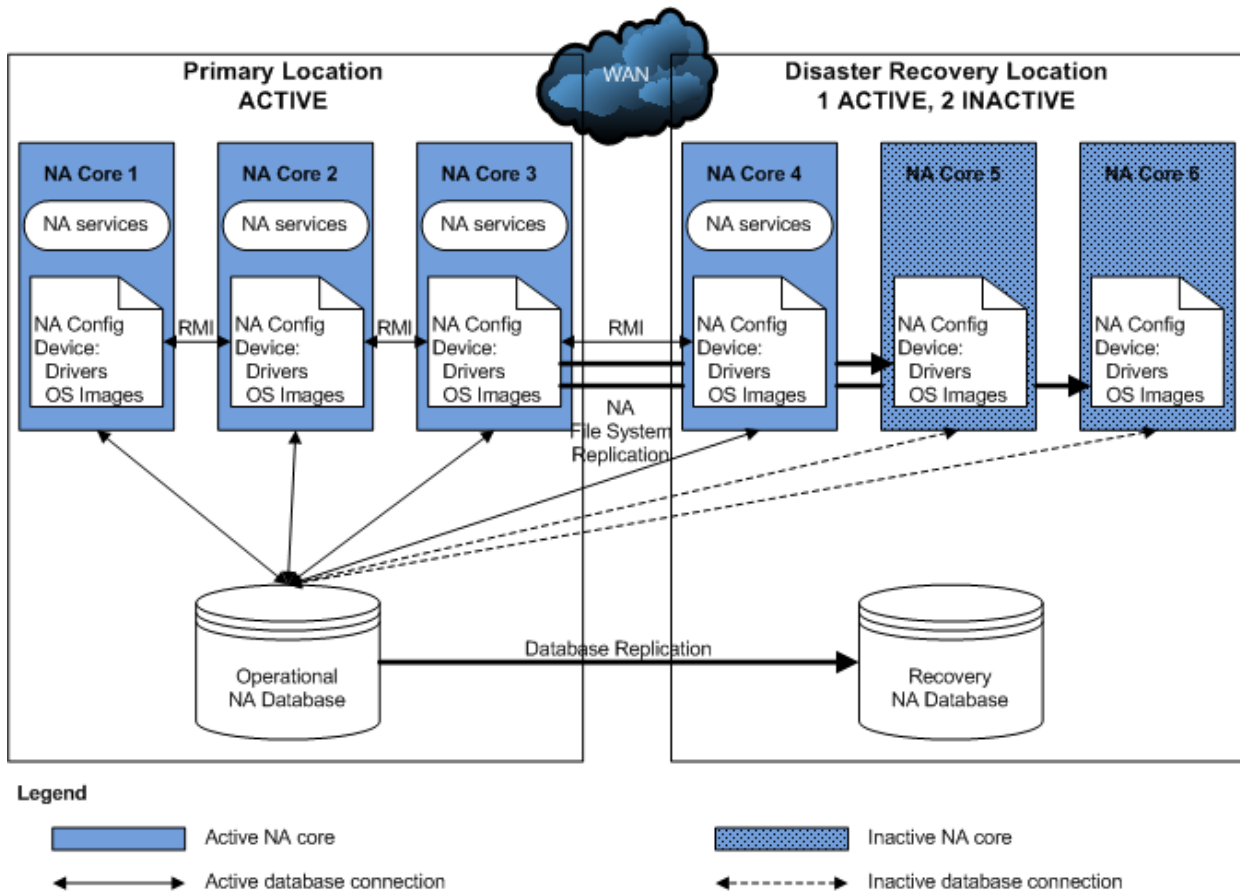 WAN
Primary Location
ACTIVE
Disaster Recovery Location
1 ACTIVE, 2 INACTIVE
NA Core 1
NA Core 2
NA Core 3
NA Core 4
NA Core 5
NA Core 6
NA services
NA services
NA services
NA services
NA Config
Device:
Drivers
OS Images
RMI
NA Config
Device:
Drivers
OS Images
RMI
NA Config
Device:
Drivers
OS Images
RMI
NA Config
Device:
Drivers
OS Images
NA Config
Device:
Drivers
OS Images
NA Config
Device:
Drivers
OS Images
NA
File System
Replication
Operational
NA Database
Database Replication
Recovery
NA Database
Legend
Active NA core
Inactive NA core
Active database connection
Inactive database connection